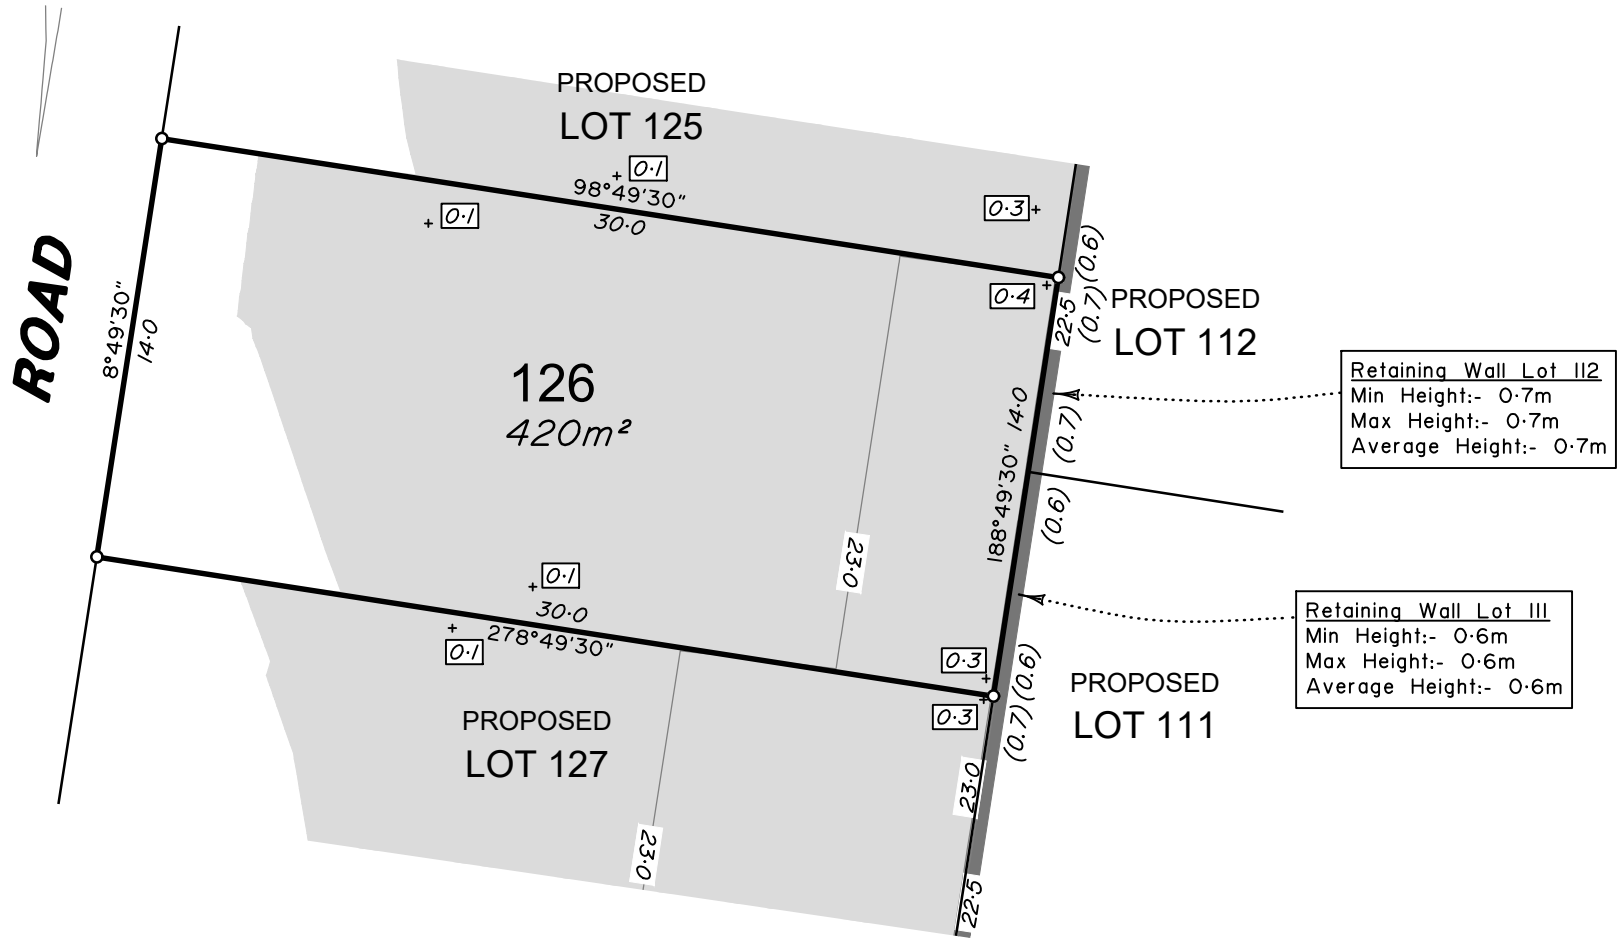 PROPOSED
LOT 125
0·1
98°49'30"
30·0
0·1
0·3
(0.6)
0·4
22·5
(0.7)
PROPOSED
LOT 112
ROAD
8°49'30"
14·0
126
420m²
Retaining Wall Lot 112
Min Height:- 0·7m
Max Height:- 0·7m
Average Height:- 0·7m
188°49'30" 14·0
(0.7)
(0.6)
23·0
0·1
30·0
278°49'30"
0·1
0·3
(0.6)
0·3
(0.7)
Retaining Wall Lot 111
Min Height:- 0·6m
Max Height:- 0·6m
Average Height:- 0·6m
PROPOSED
LOT 111
PROPOSED
LOT 127
23·0
23·0
22·5